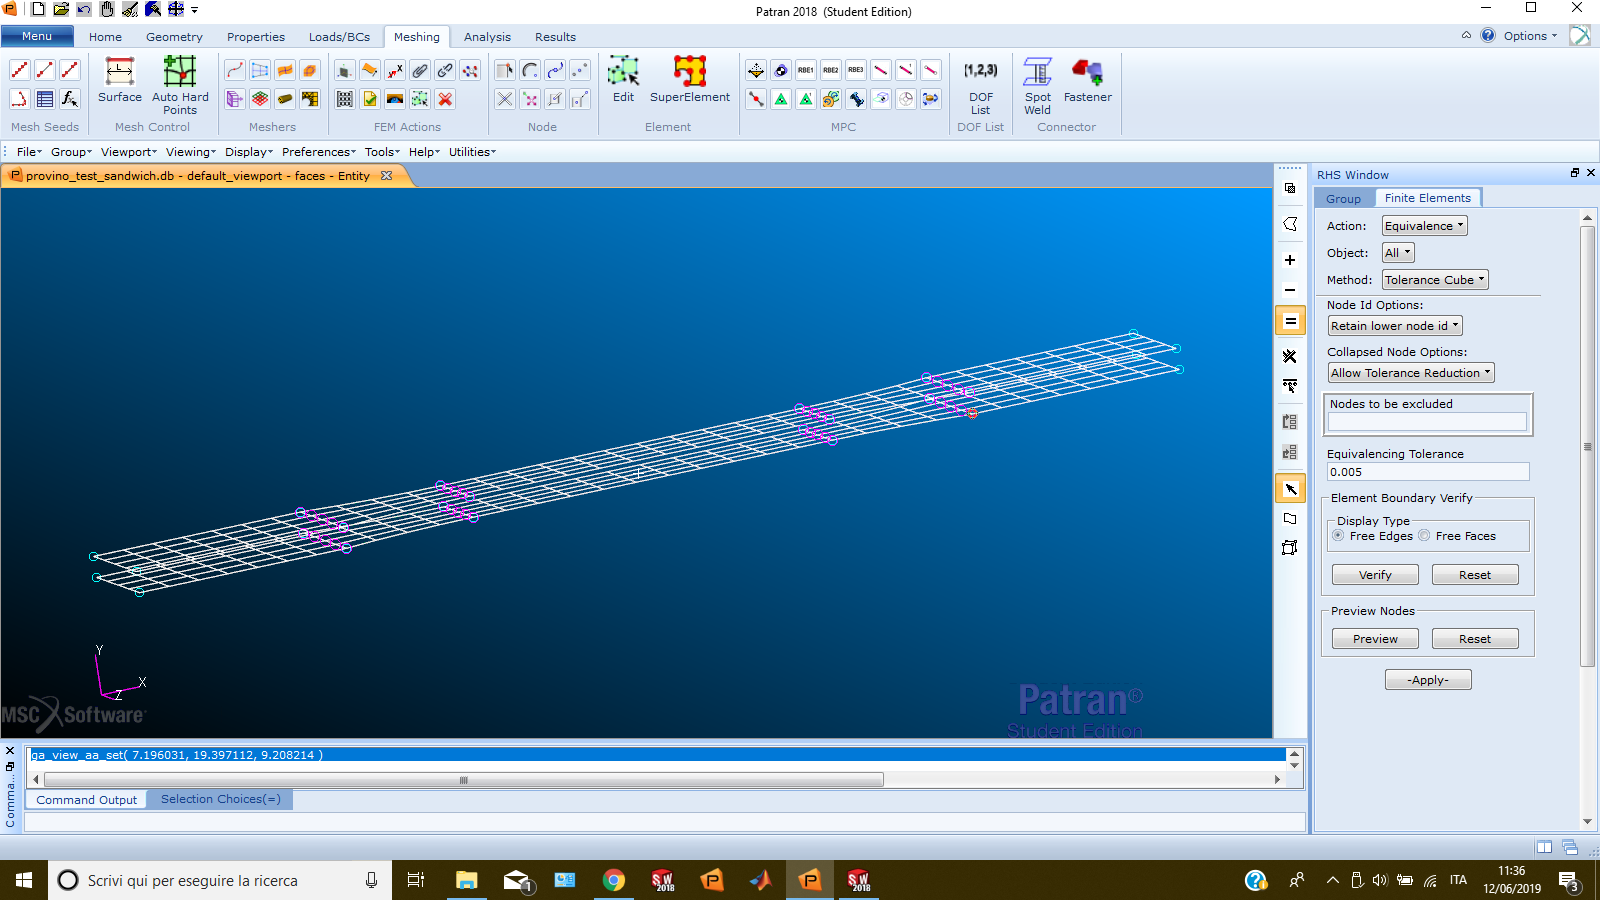 Patran 2018 (Student Edition)
Menu
Home
Geometry
Properties
Loads/BCs
Meshing
Analysis
Results
Options
Surface
Auto Hard
Points
RBE1
RBE2
RBE3
Edit
SuperElement
(1,2,3)
DOF
List
Spot
Weld
Fastener
Mesh Seeds
Mesh Control
Meshers
FEM Actions
Node
Element
MPC
DOF List
Connector
File
Group
Viewport
Viewing
Display
Preferences
Tools
Help
Utilities
provino_test_sandwich.db - default_viewport - faces - Entity
Y
X
Z
MSC Software
Patran®
Student Edition
RHS Window
Group
Finite Elements
Action: Equivalence
Object: All
Method: Tolerance Cube
Node Id Options:
Retain lower node id
Collapsed Node Options:
Allow Tolerance Reduction
Nodes to be excluded
Equivalencing Tolerance
0.005
Element Boundary Verify
Display Type
Free Edges Free Faces
Verify Reset
Preview Nodes
Preview Reset
-Apply-
Comma...
ga_view_aa_set( 7.196031, 19.397112, 9.208214 )
Command Output
Selection Choices(=)
Scrivi qui per eseguire la ricerca
1
SW
2018
SW
2018
ITA
11:36
12/06/2019
3